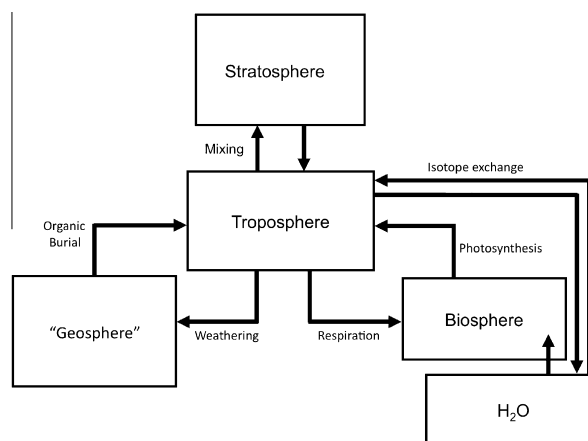 Stratosphere
Mixing
Isotope exchange
Organic
Burial
Troposphere
Photosynthesis
"Geosphere"
Weathering
Respiration
Biosphere
H₂O